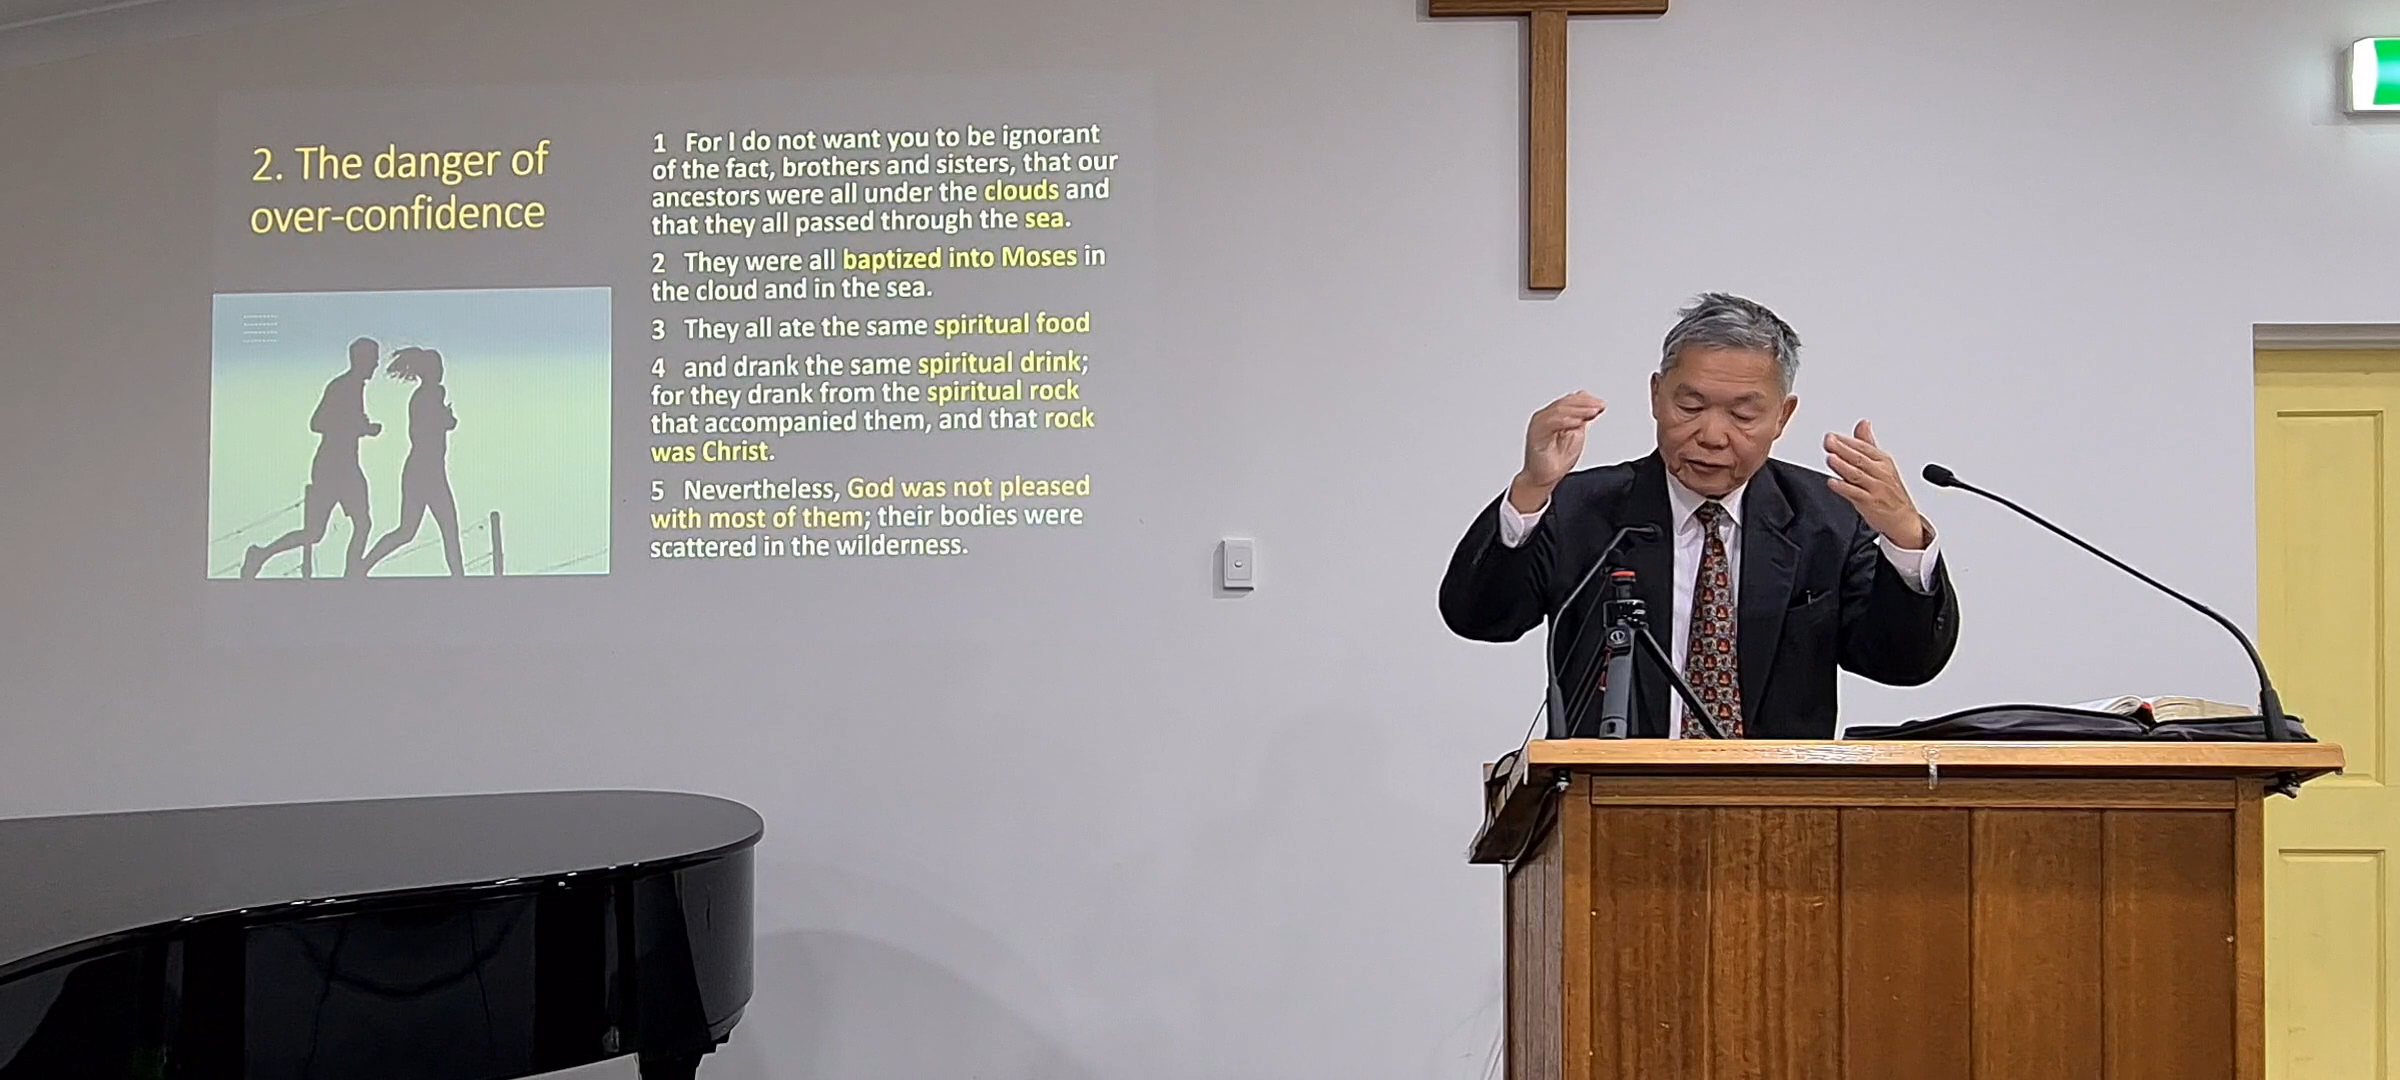 2. The danger of
over-confidence
1 For I do not want you to be ignorant
of the fact, brothers and sisters, that our
ancestors were all under the clouds and
that they all passed through the sea.
2 They were all baptized into Moses in
the cloud and in the sea.
3 They all ate the same spiritual food
4 and drank the same spiritual drink;
for they drank from the spiritual rock
that accompanied them, and that rock
was Christ.
5 Nevertheless, God was not pleased
with most of them; their bodies were
scattered in the wilderness.